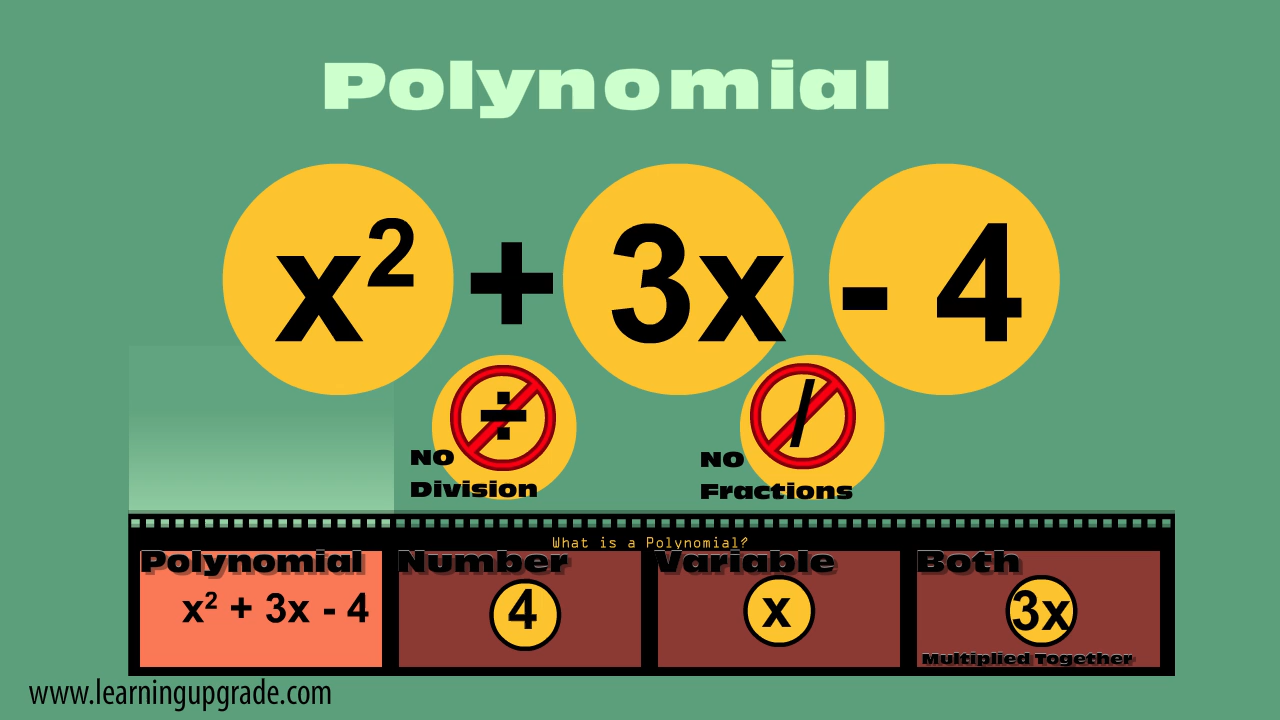 Polynomial
x² + 3x - 4
÷ /
NO NO
Division Fractions
What is a Polynomial?
Polynomial Number Variable Both
x² + 3x - 4 4 x 3x
Multiplied Together
www.learningupgrade.com